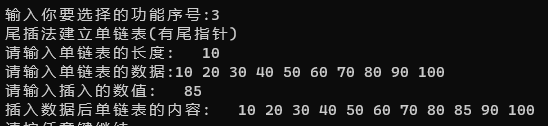 输入你要选择的功能序号:3
尾插法建立单链表(有尾指针)
请输入单链表的长度:   10
请输入单链表的数据:10 20 30 40 50 60 70 80 90 100
请输入插入的数值:   85
插入数据后单链表的内容:   10 20 30 40 50 60 70 80 85 90 100